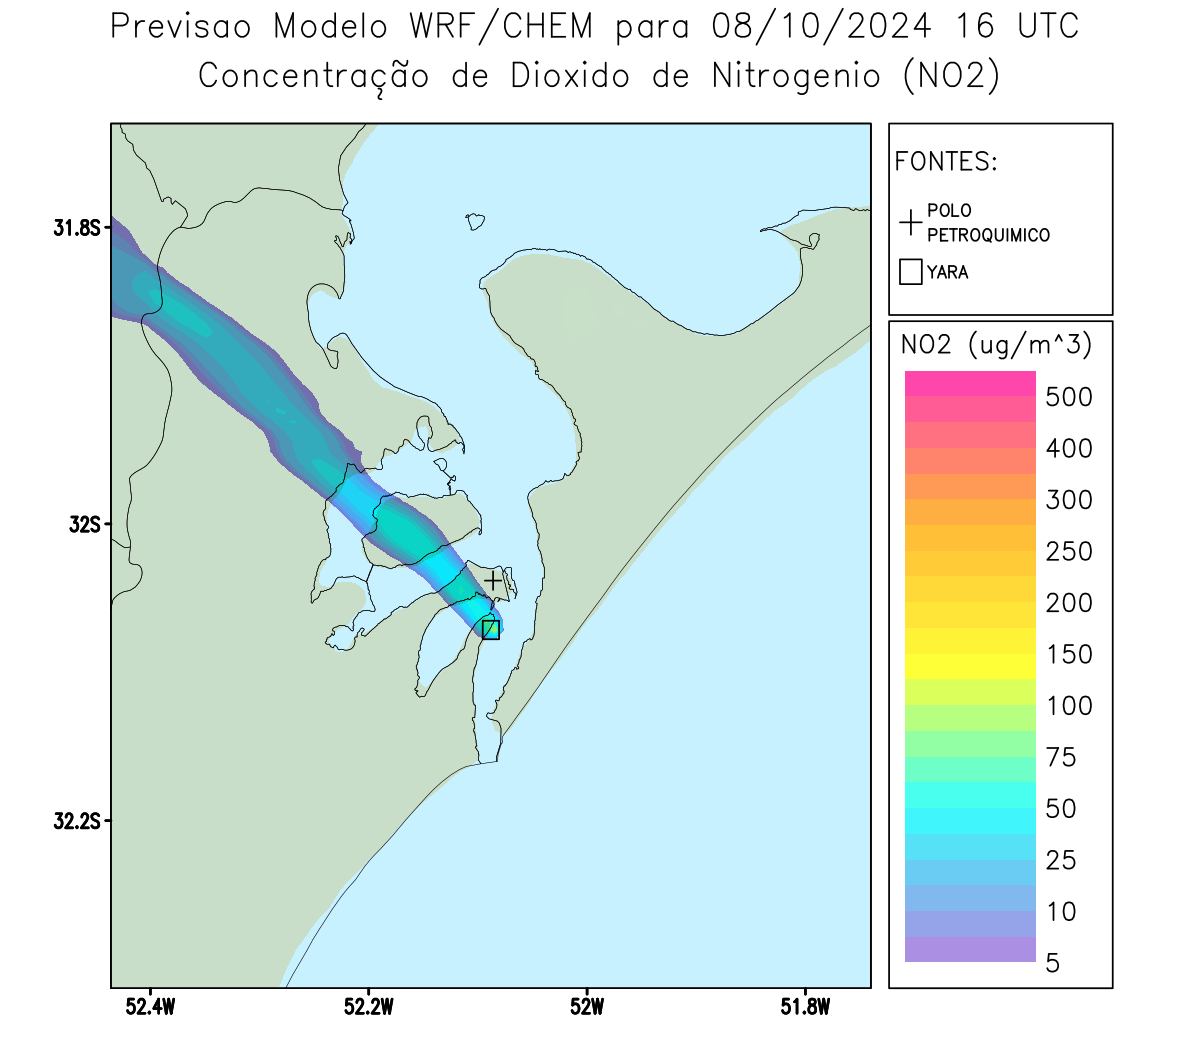 Previsao Modelo WRF/CHEM para 08/10/2024 16 UTC
Concentração de Dioxido de Nitrogenio (NO2)
FONTES:
POLO
PETROQUIMICO
YARA
NO2 (ug/m^3)
500
400
300
250
200
150
100
75
50
25
10
5
31.8S
32S
32.2S
52.4W
52.2W
52W
51.8W